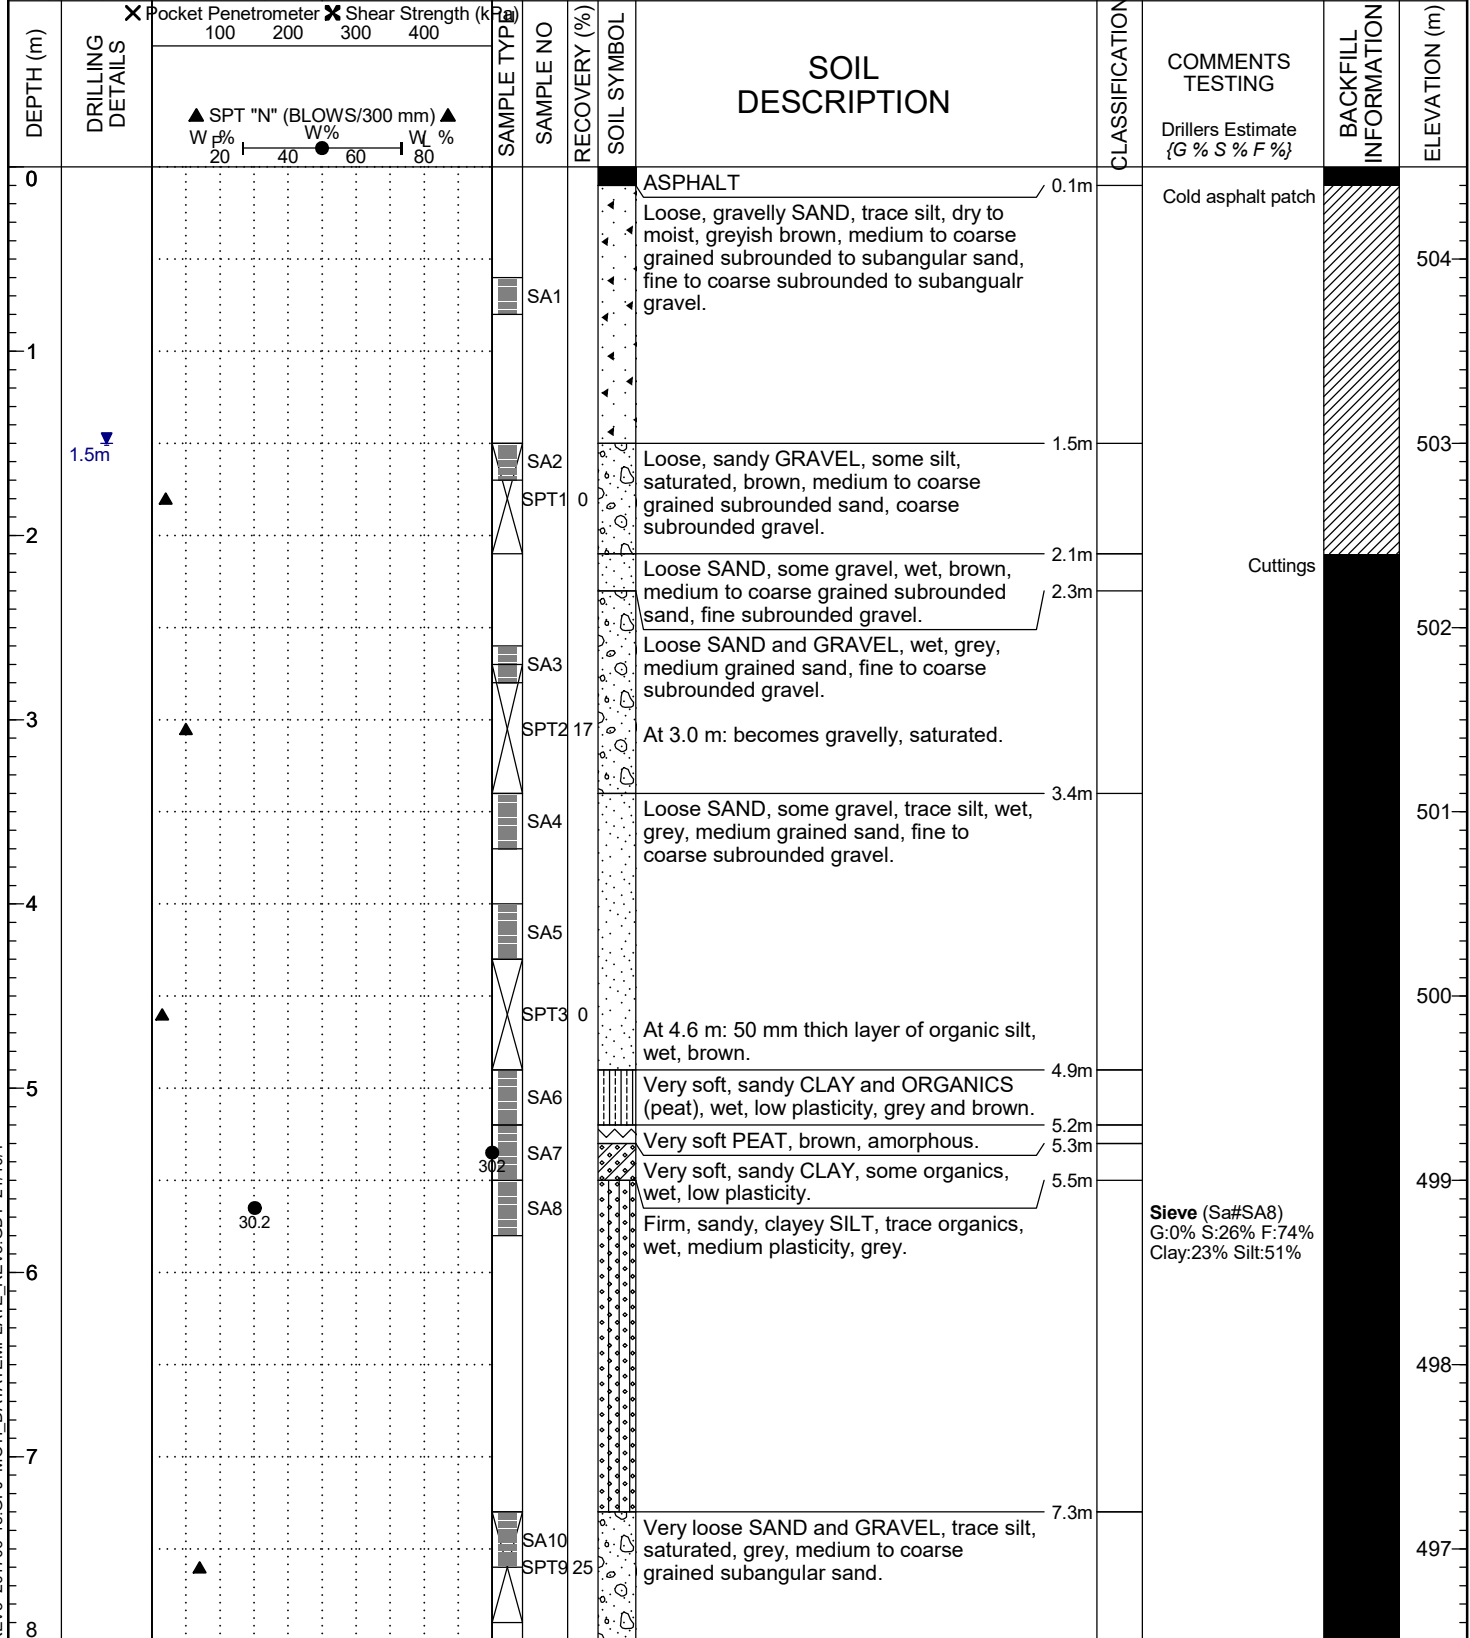 Pocket Penetrometer Shear Strength (kPa)
100 200 300 400
SPT "N" (BLOWS/300 mm)
W P% W% W L %
20 40 60 80
DEPTH (m)
DRILLING DETAILS
SAMPLE TYPE
SAMPLE NO
RECOVERY (%)
SOIL SYMBOL
SOIL
DESCRIPTION
CLASSIFICATION
COMMENTS
TESTING
Drillers Estimate
{G % S % F %}
BACKFILL INFORMATION
ELEVATION (m)
0
ASPHALT
0.1m
Cold asphalt patch
Loose, gravelly SAND, trace silt, dry to
moist, greyish brown, medium to coarse
grained subrounded to subangular sand,
fine to coarse subrounded to subangualr
gravel.
504
SA1
1
1.5m
1.5m
503
SA2
Loose, sandy GRAVEL, some silt,
saturated, brown, medium to coarse
grained subrounded sand, coarse
subrounded gravel.
SPT1 0
2
2.1m
Cuttings
Loose SAND, some gravel, wet, brown,
medium to coarse grained subrounded
sand, fine subrounded gravel.
2.3m
502
Loose SAND and GRAVEL, wet, grey,
medium grained sand, fine to coarse
subrounded gravel.
SA3
3
SPT2 17
At 3.0 m: becomes gravelly, saturated.
3.4m
501
Loose SAND, some gravel, trace silt, wet,
grey, medium grained sand, fine to
coarse subrounded gravel.
SA4
4
SA5
500
SPT3 0
At 4.6 m: 50 mm thich layer of organic silt,
wet, brown.
4.9m
5
SA6
Very soft, sandy CLAY and ORGANICS
(peat), wet, low plasticity, grey and brown.
5.2m
Very soft PEAT, brown, amorphous.
5.3m
302
SA7
Very soft, sandy CLAY, some organics,
wet, low plasticity.
5.5m
499
30.2
SA8
Firm, sandy, clayey SILT, trace organics,
wet, medium plasticity, grey.
Sieve (Sa#SA8)
G:0% S:26% F:74%
Clay:23% Silt:51%
6
498
7
7.3m
SA10
SPT9 25
Very loose SAND and GRAVEL, trace silt,
saturated, grey, medium to coarse
grained subangular sand.
497
8